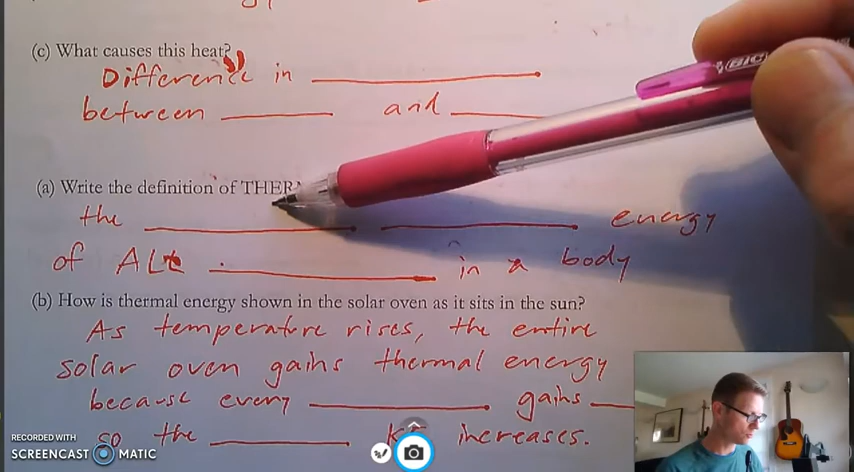 (c) What causes this heat?
Difference in
between and
(a) Write the definition of THER
the energy
of ALL in a body
(b) How is thermal energy shown in the solar oven as it sits in the sun?
As temperature rises, the entire
solar oven gains thermal energy
because every gains
so the KE increases.
BIC
RECORDED WITH
SCREENCAST MATIC